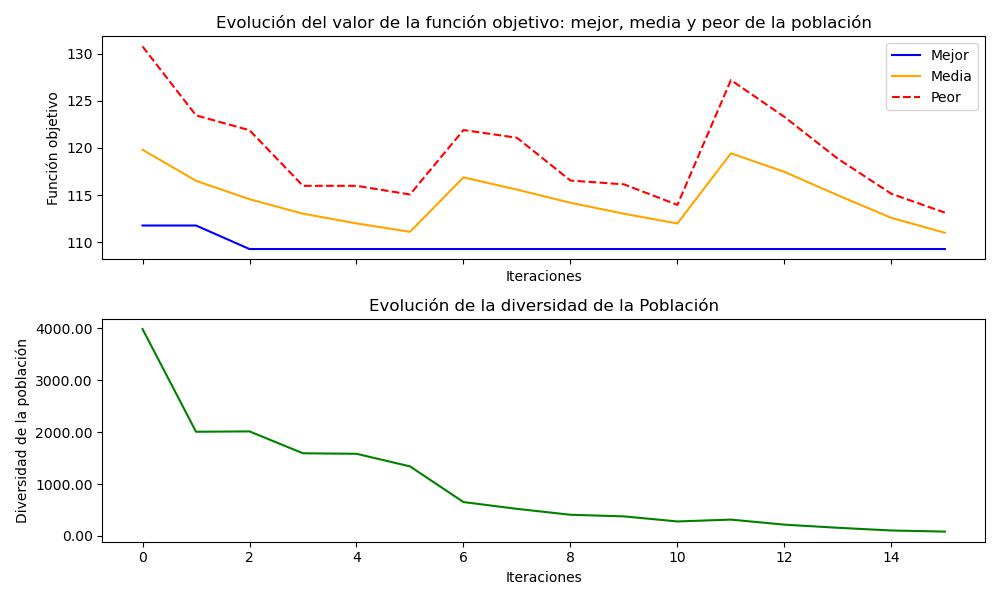 Evolución del valor de la función objetivo: mejor, media y peor de la población
130
125
120
115
110
Función objetivo
Mejor
Media
Peor
Iteraciones
Evolución de la diversidad de la Población
4000.00
3000.00
2000.00
1000.00
0.00
Diversidad de la población
0 2 4 6 8 10 12 14
Iteraciones